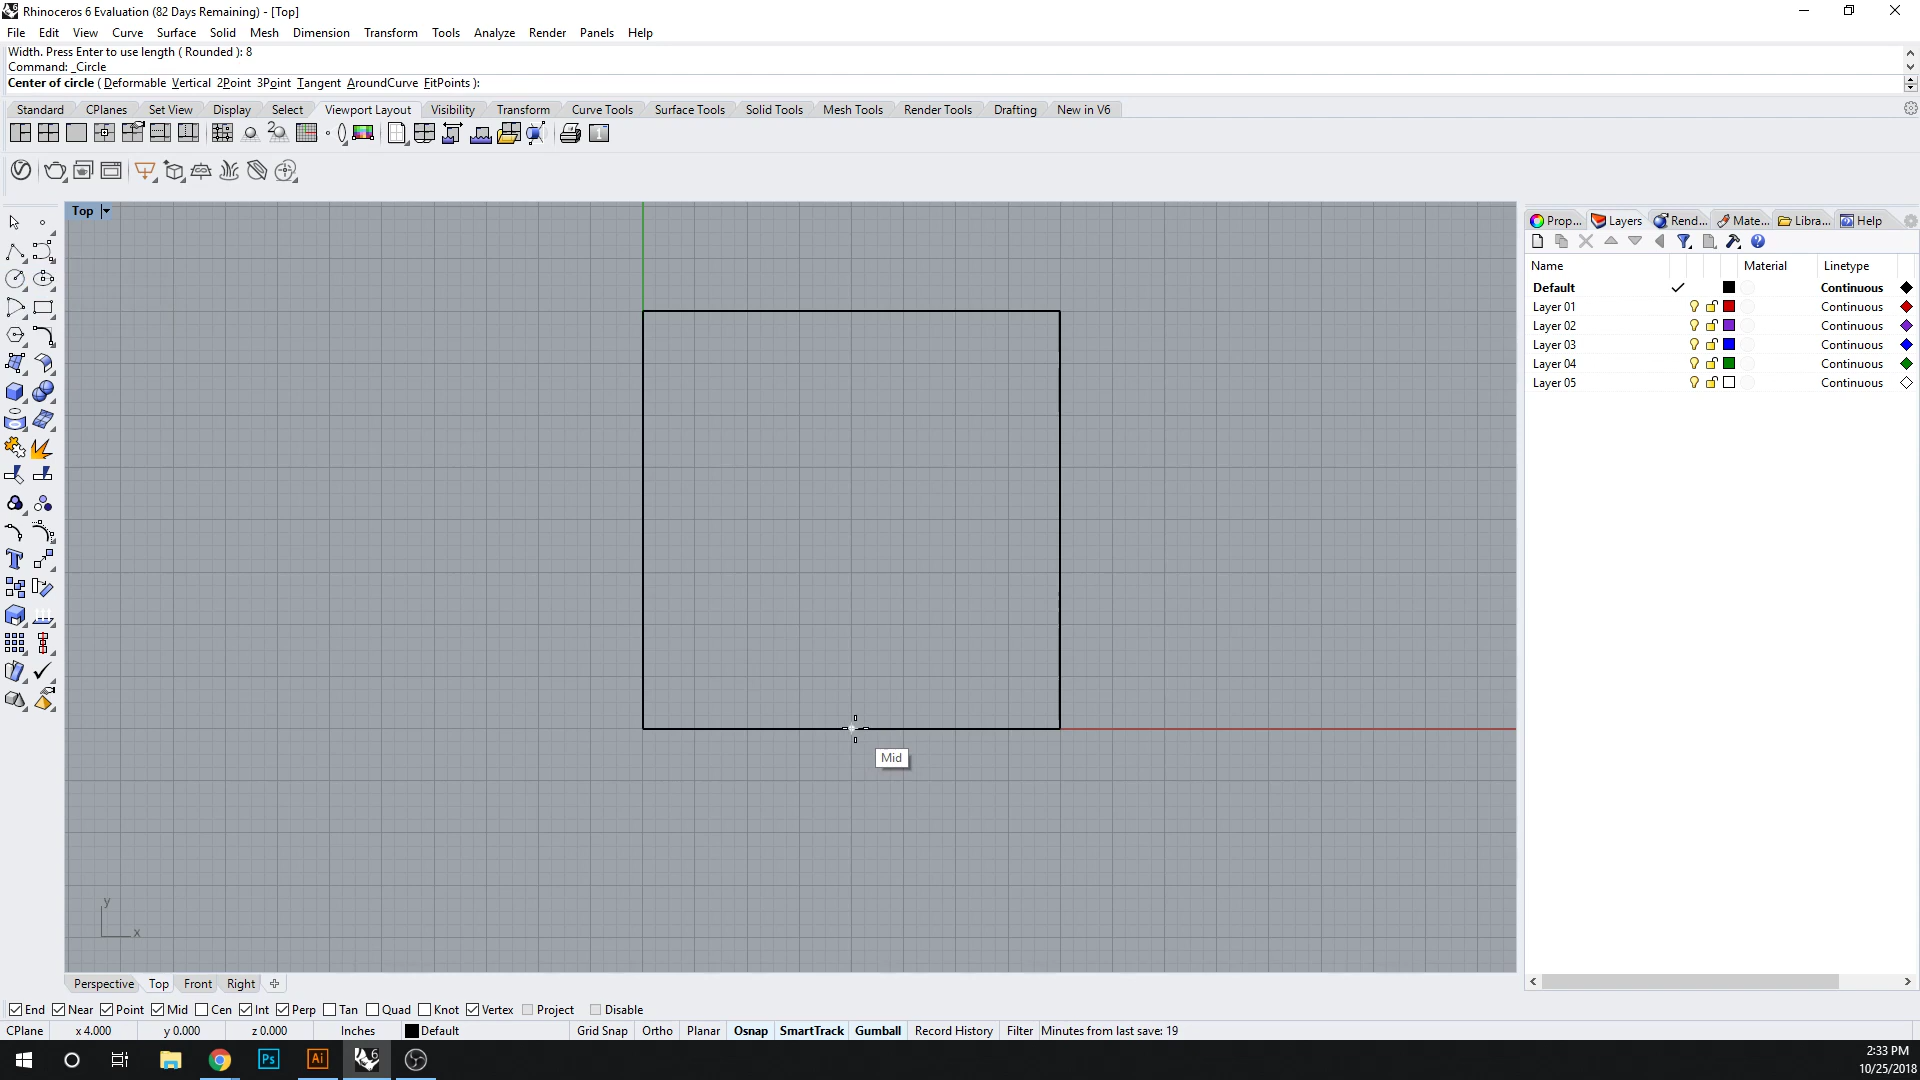 Rhinoceros 6 Evaluation (82 Days Remaining) - [Top]
File Edit View Curve Surface Solid Mesh Dimension Transform Tools Analyze Render Panels Help
Width. Press Enter to use length ( Rounded ): 8
Command: _Circle
Center of circle ( Deformable Vertical 2Point 3Point Tangent AroundCurve FitPoints ):
Standard CPlanes Set View Display Select Viewport Layout Visibility Transform Curve Tools Surface Tools Solid Tools Mesh Tools Render Tools Drafting New in V6
Top
Prop... Layers Rend... Mate... Libra... Help
Name Material Linetype
Default Continuous
Layer 01 Continuous
Layer 02 Continuous
Layer 03 Continuous
Layer 04 Continuous
Layer 05 Continuous
Mid
y
x
Perspective Top Front Right
End Near Point Mid Cen Int Perp Tan Quad Knot Vertex Project Disable
CPlane x 4.000 y 0.000 z 0.000 Inches Default Grid Snap Ortho Planar Osnap SmartTrack Gumball Record History Filter Minutes from last save: 19
Ps Ai 6
2:33 PM
10/25/2018